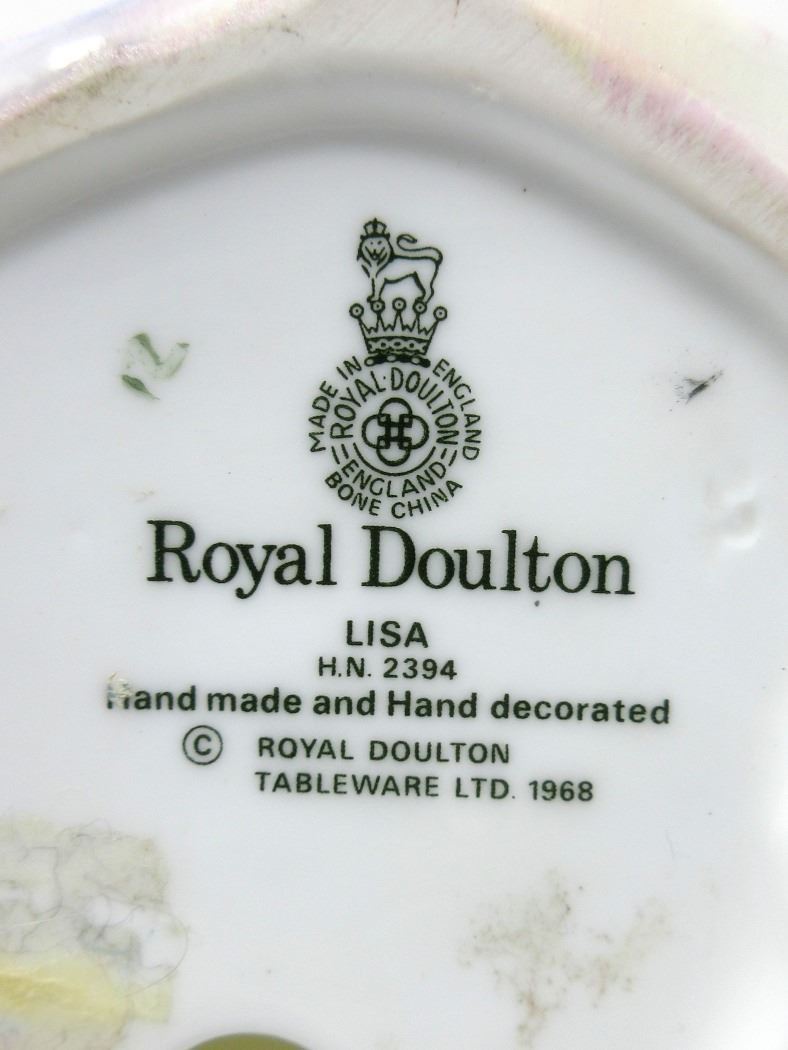 MADE IN ENGLAND
ROYAL·DOULTON
ENGLAND
BONE CHINA
Royal Doulton
LISA
H.N. 2394
Hand made and Hand decorated
© ROYAL DOULTON
TABLEWARE LTD. 1968